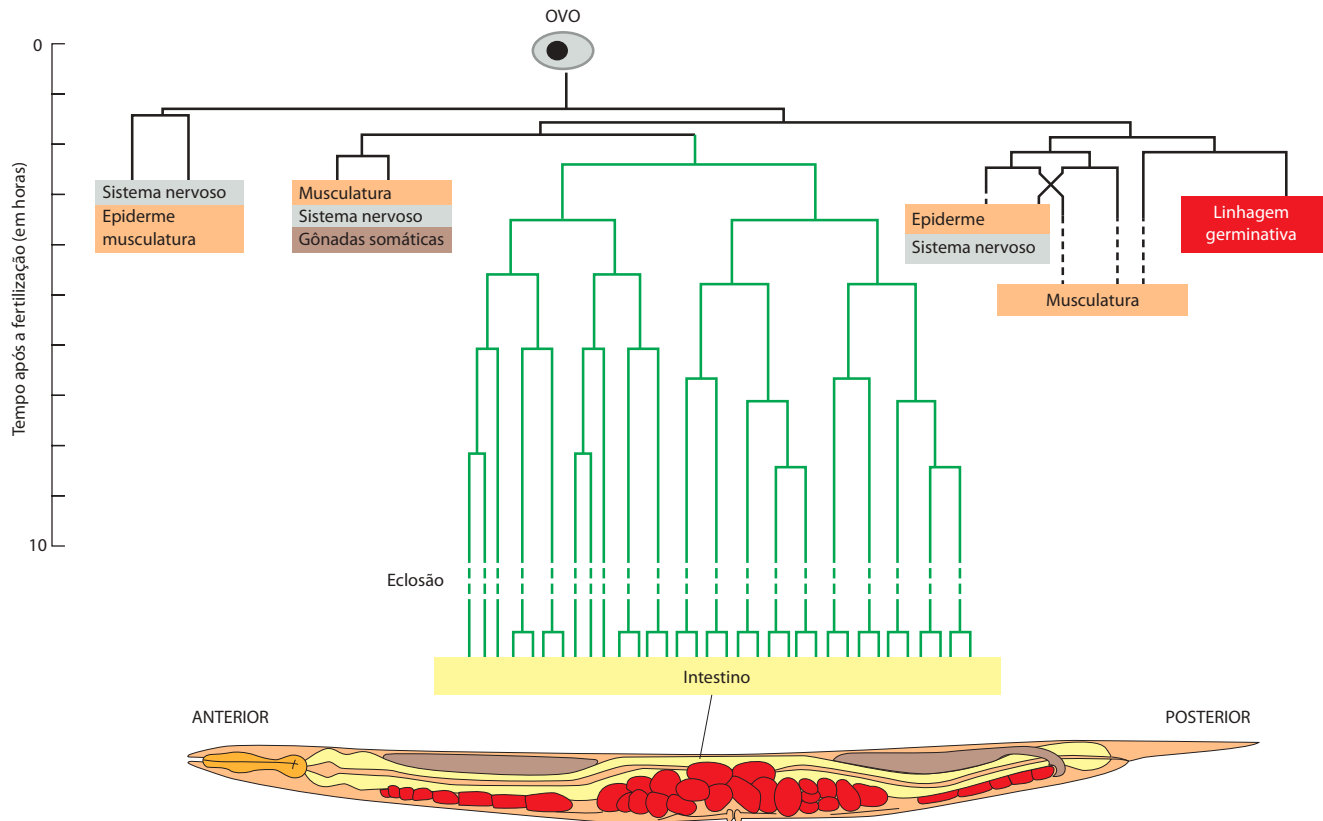 OVO
0
Tempo após a fertilização (em horas)
10
Sistema nervoso
Epiderme
musculatura
Musculatura
Sistema nervoso
Gônadas somáticas
Epiderme
Sistema nervoso
Musculatura
Linhagem
germinativa
Eclosão
Intestino
ANTERIOR
POSTERIOR